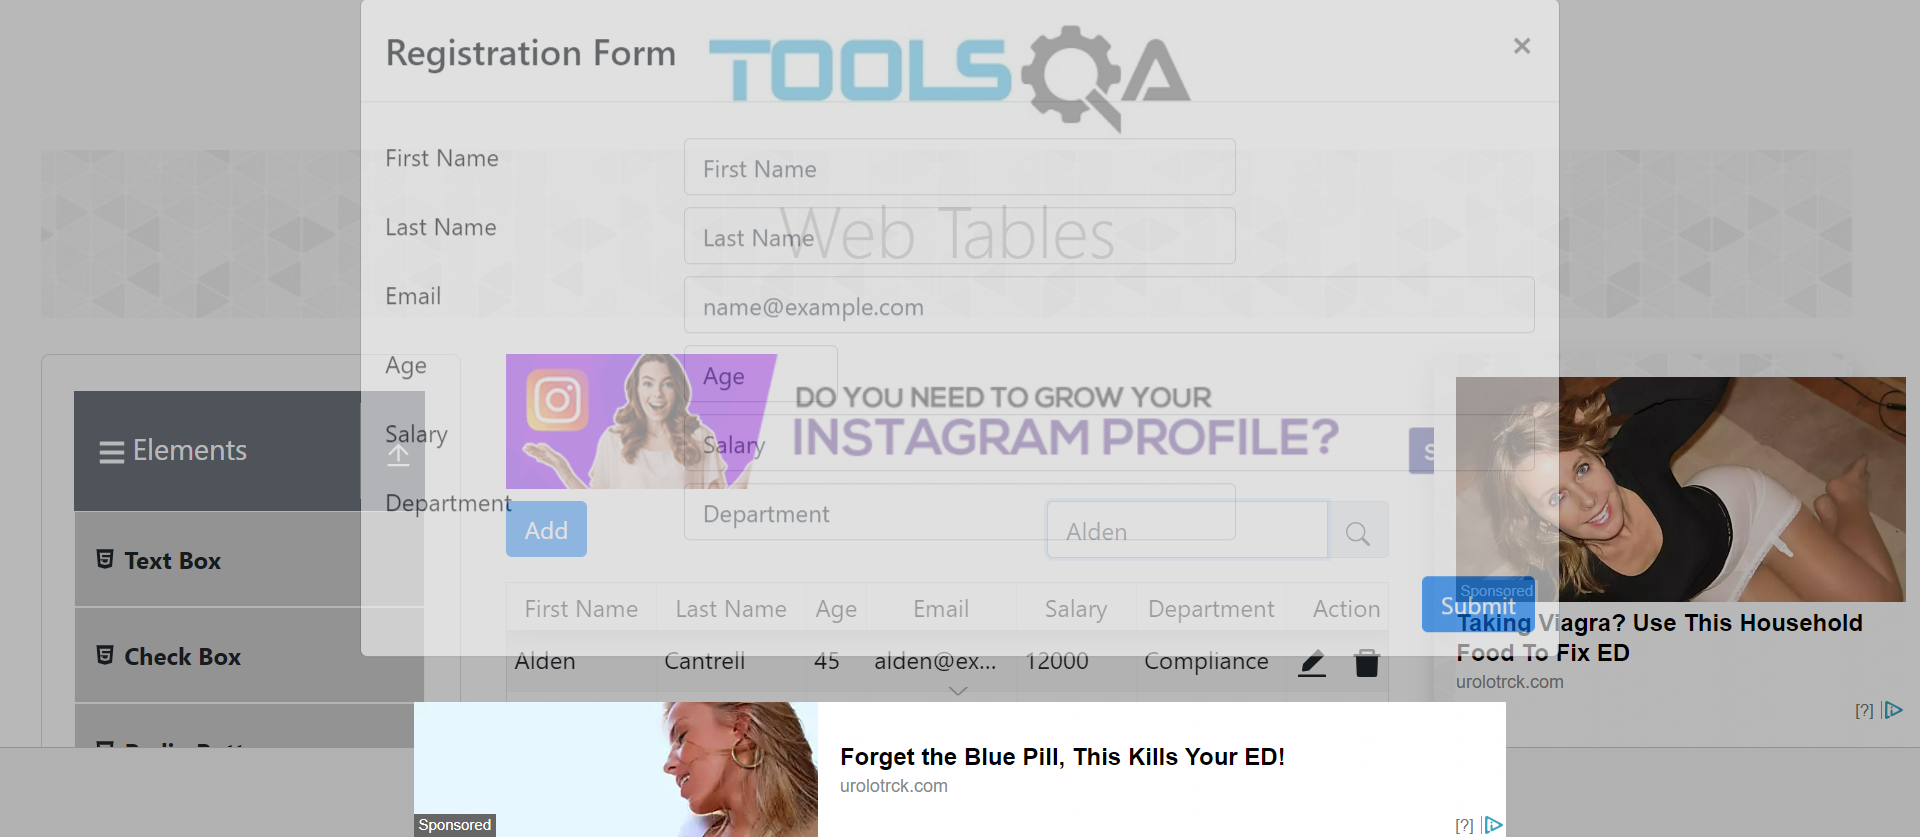 Registration Form
TOOLSQA
×
First Name
First Name
Last Name
Last Name
Web Tables
Email
name@example.com
Age
Age
DO YOU NEED TO GROW YOUR
INSTAGRAM PROFILE?
S
Elements
Salary
Salary
Department
Department
Add
Alden
Text Box
First Name Last Name Age Email Salary Department Action
Submit
Sponsored
Taking Viagra? Use This Household
Food To Fix ED
urolotrck.com
[?]
Check Box
Alden Cantrell 45 alden@ex... 12000 Compliance
Forget the Blue Pill, This Kills Your ED!
urolotrck.com
Sponsored
[?]